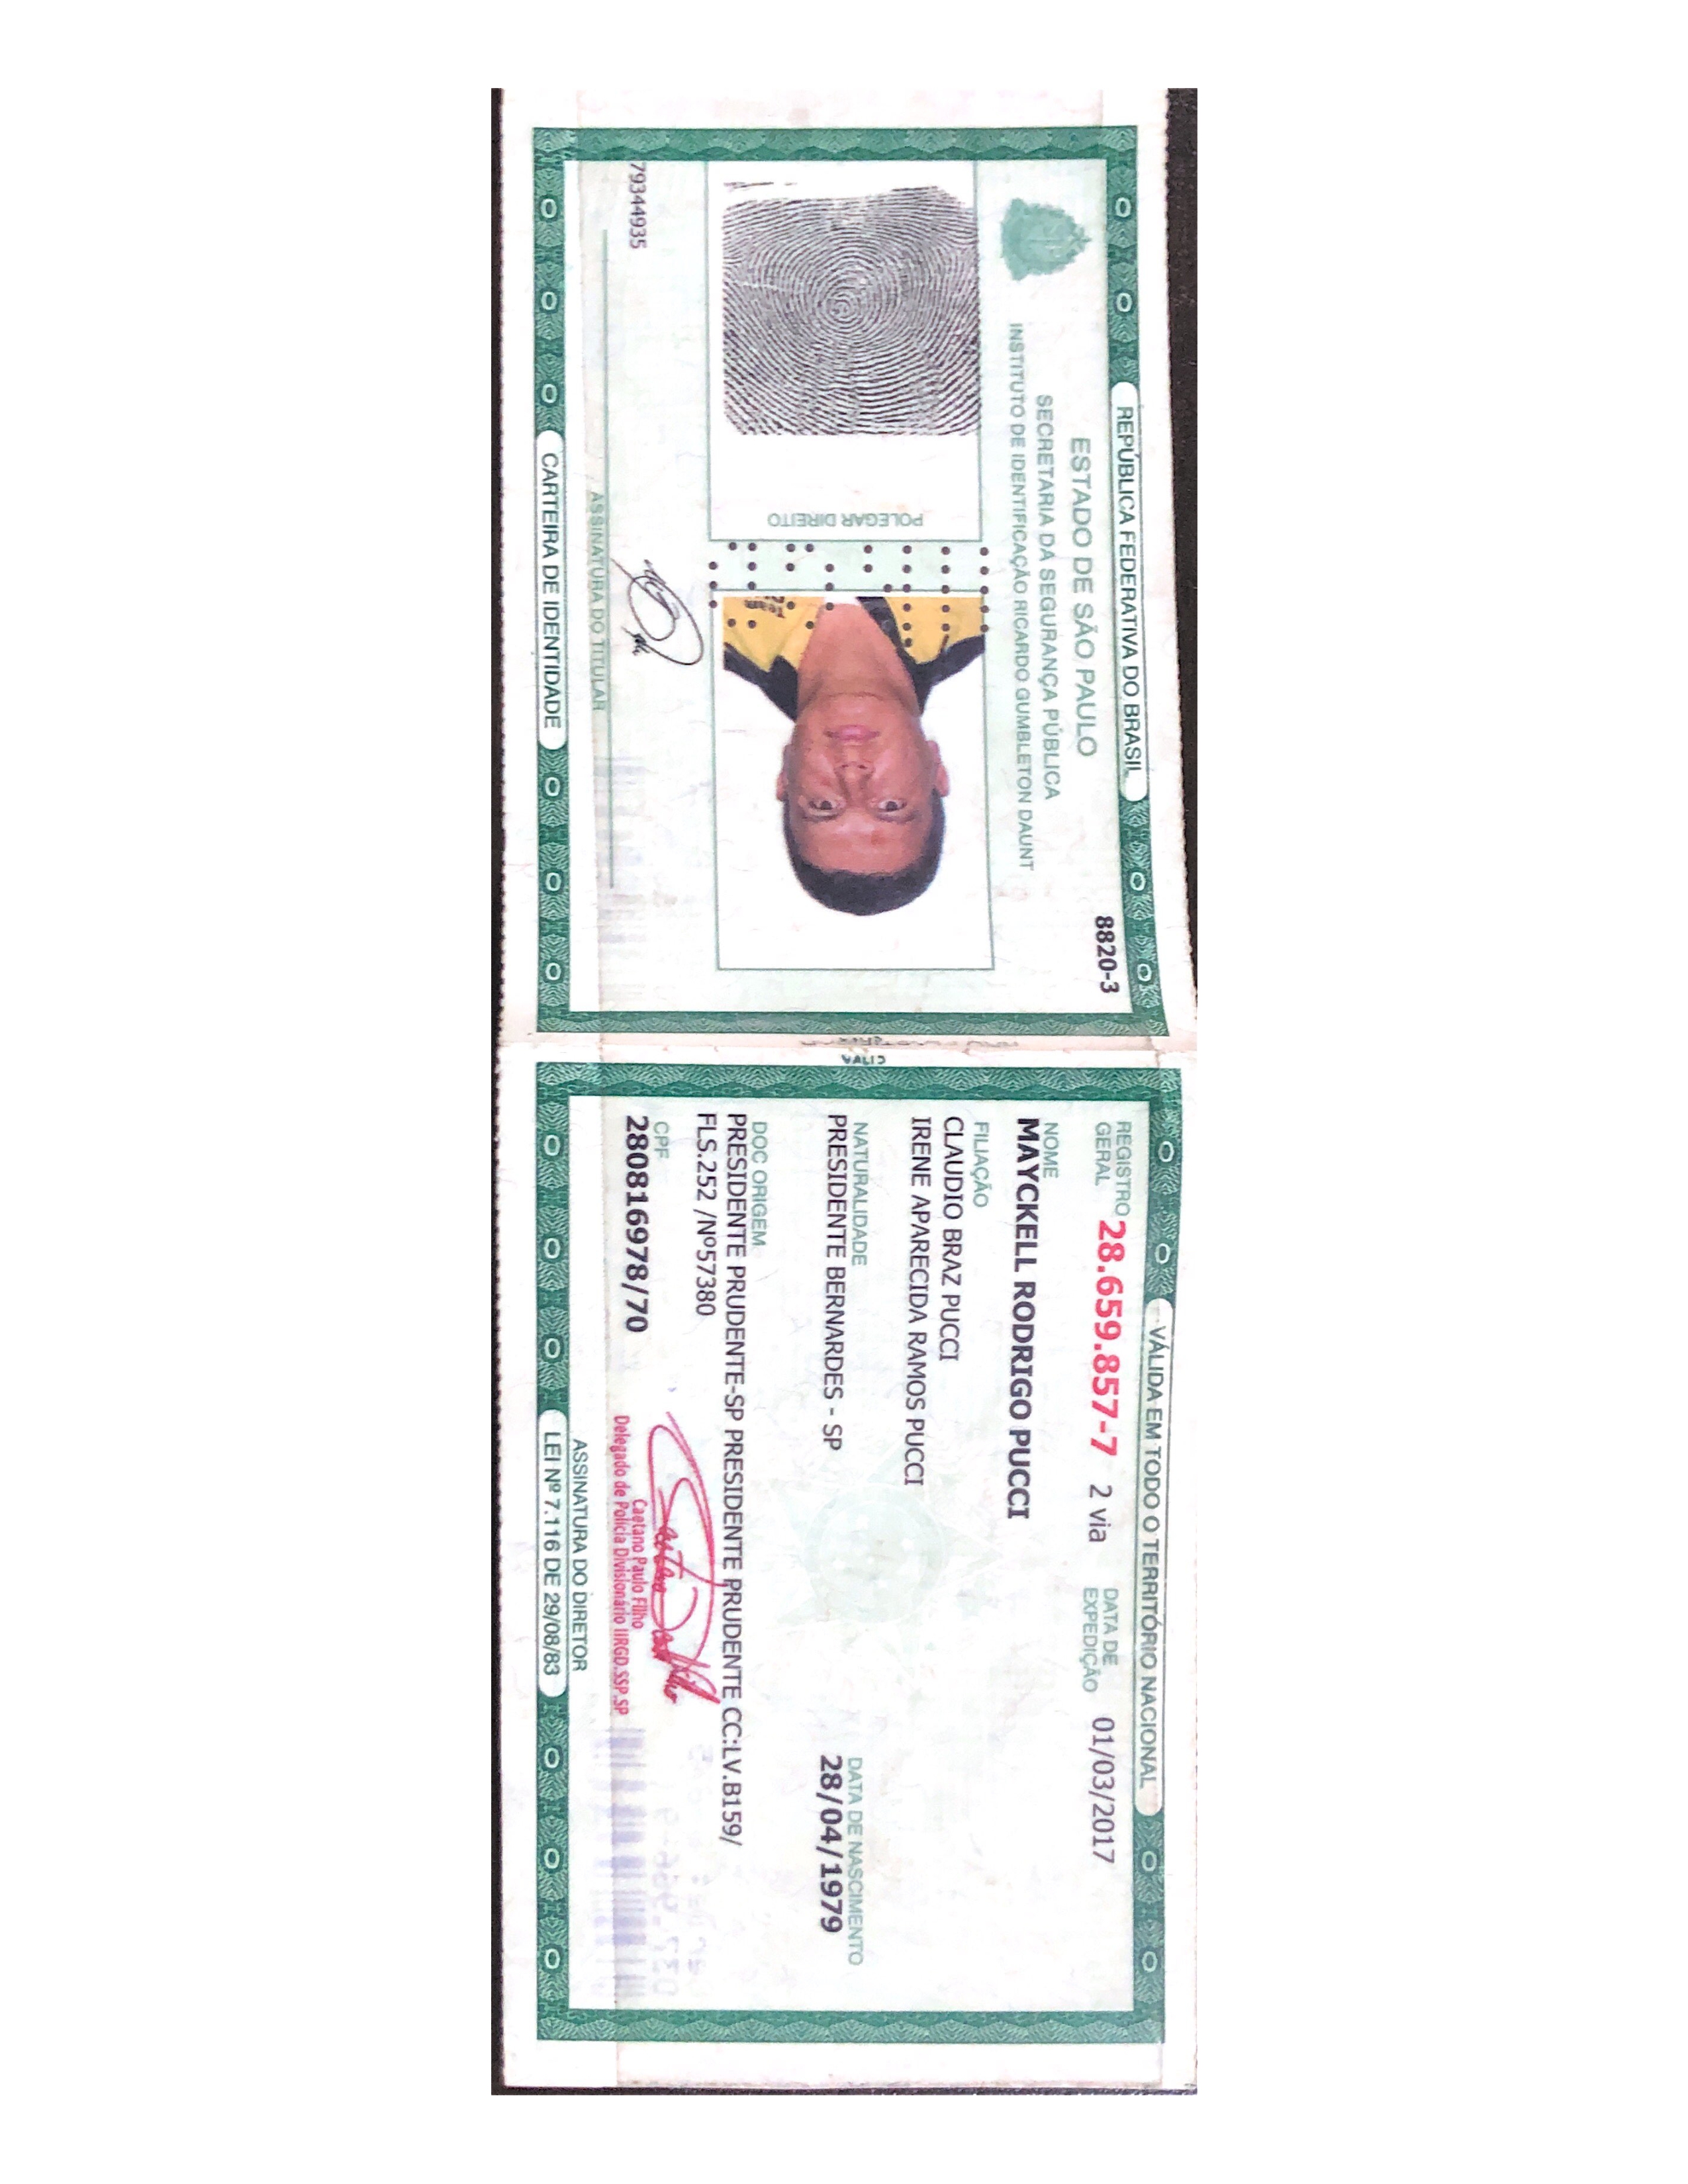 REPÚBLICA FEDERATIVA DO BRASIL
8820-3
ESTADO DE SÃO PAULO
SECRETARIA DA SEGURANÇA PÚBLICA
INSTITUTO DE IDENTIFICAÇÃO RICARDO GUMBLETON DAUNT
POLEGAR DIREITO
79344935
ASSINATURA DO TITULAR
CARTEIRA DE IDENTIDADE
VÁLIDA EM TODO O TERRITÓRIO NACIONAL
REGISTRO GERAL 28.659.857-7 2 via DATA DE EXPEDIÇÃO 01/03/2017
NOME
MAYCKELL RODRIGO PUCCI
FILIAÇÃO
CLAUDIO BRAZ PUCCI
IRENE APARECIDA RAMOS PUCCI
NATURALIDADE DATA DE NASCIMENTO
PRESIDENTE BERNARDES - SP 28/04/1979
DOC ORIGEM
PRESIDENTE PRUDENTE-SP PRESIDENTE PRUDENTE CC:LV.B159/
FLS.252 /Nº57380
CPF
280816978/70
Caetano Paulo Filho
Delegado de Polícia Divisionário IIRGD.SSP.SP
ASSINATURA DO DIRETOR
LEI Nº 7.116 DE 29/08/83